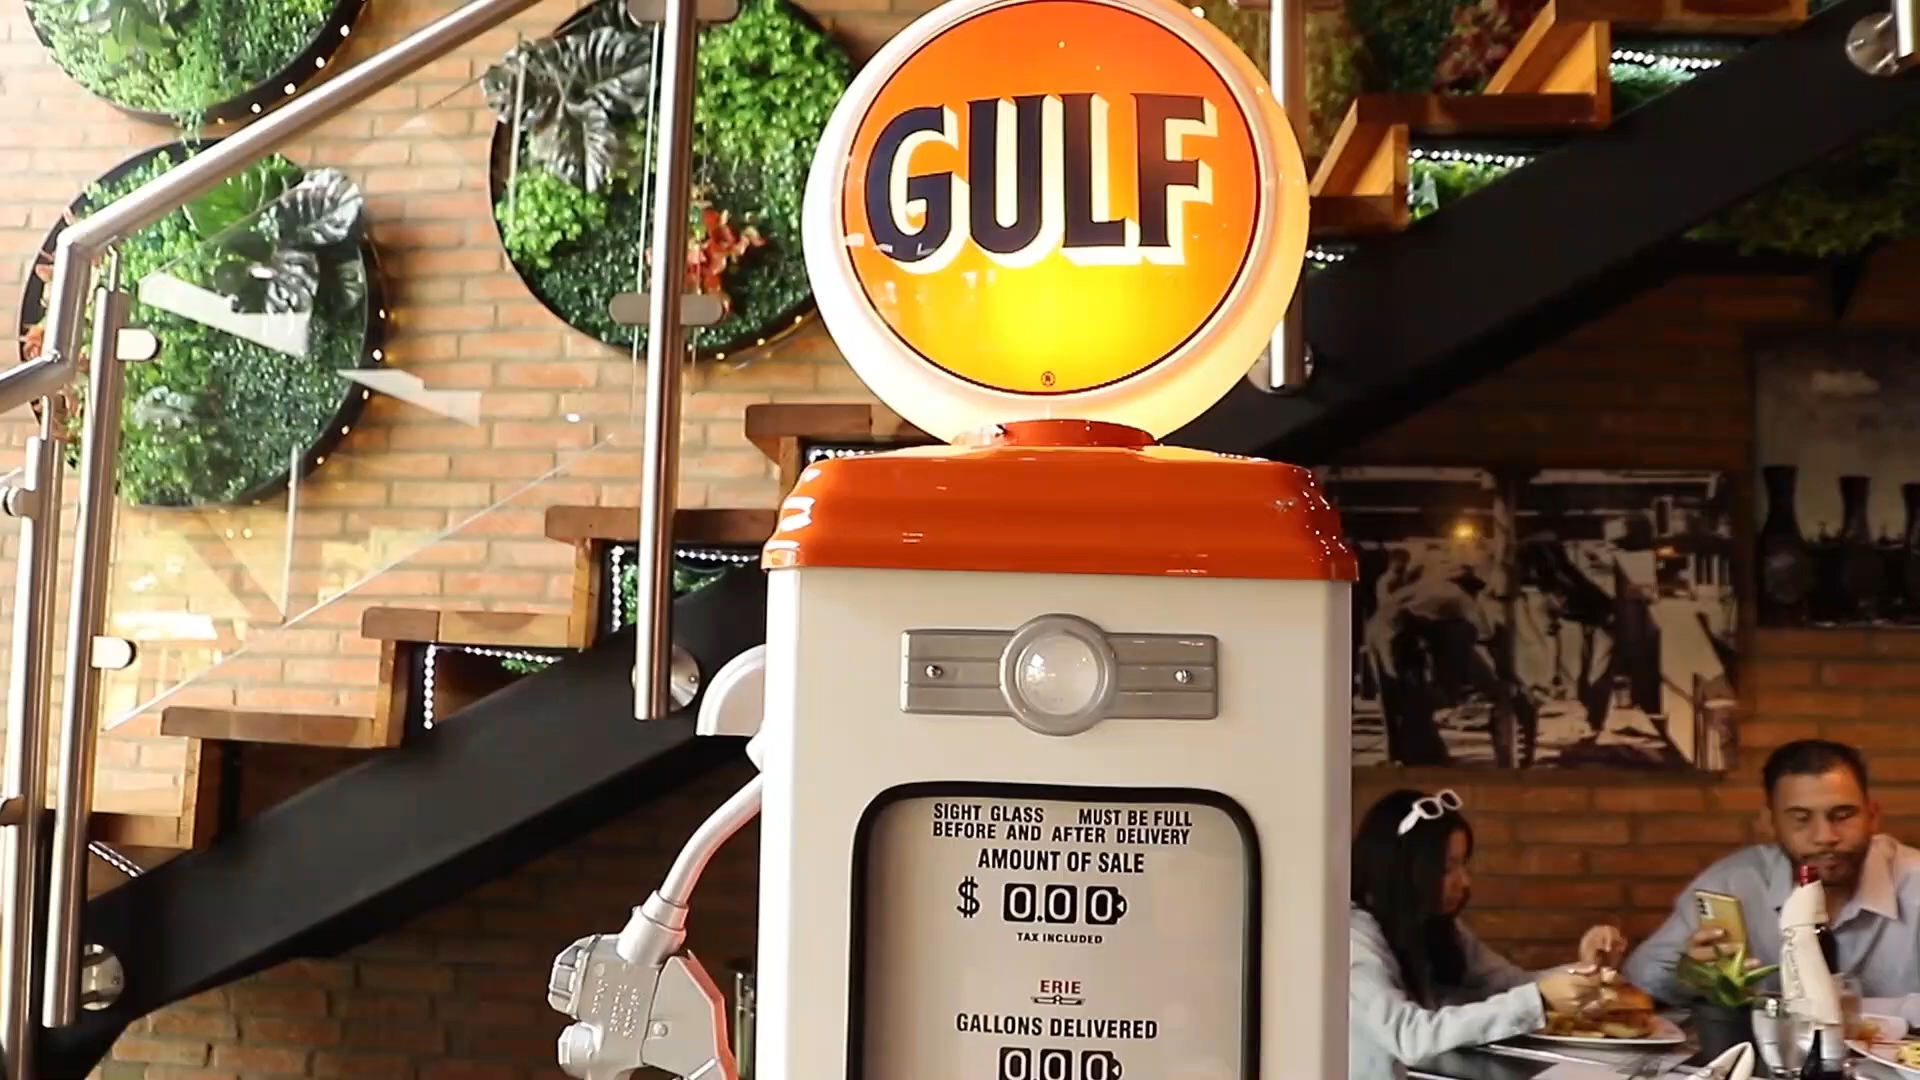 GULF
®
SIGHT GLASS MUST BE FULL
BEFORE AND AFTER DELIVERY
AMOUNT OF SALE
$ 0.00
TAX INCLUDED
ERIE
GALLONS DELIVERED
0.00